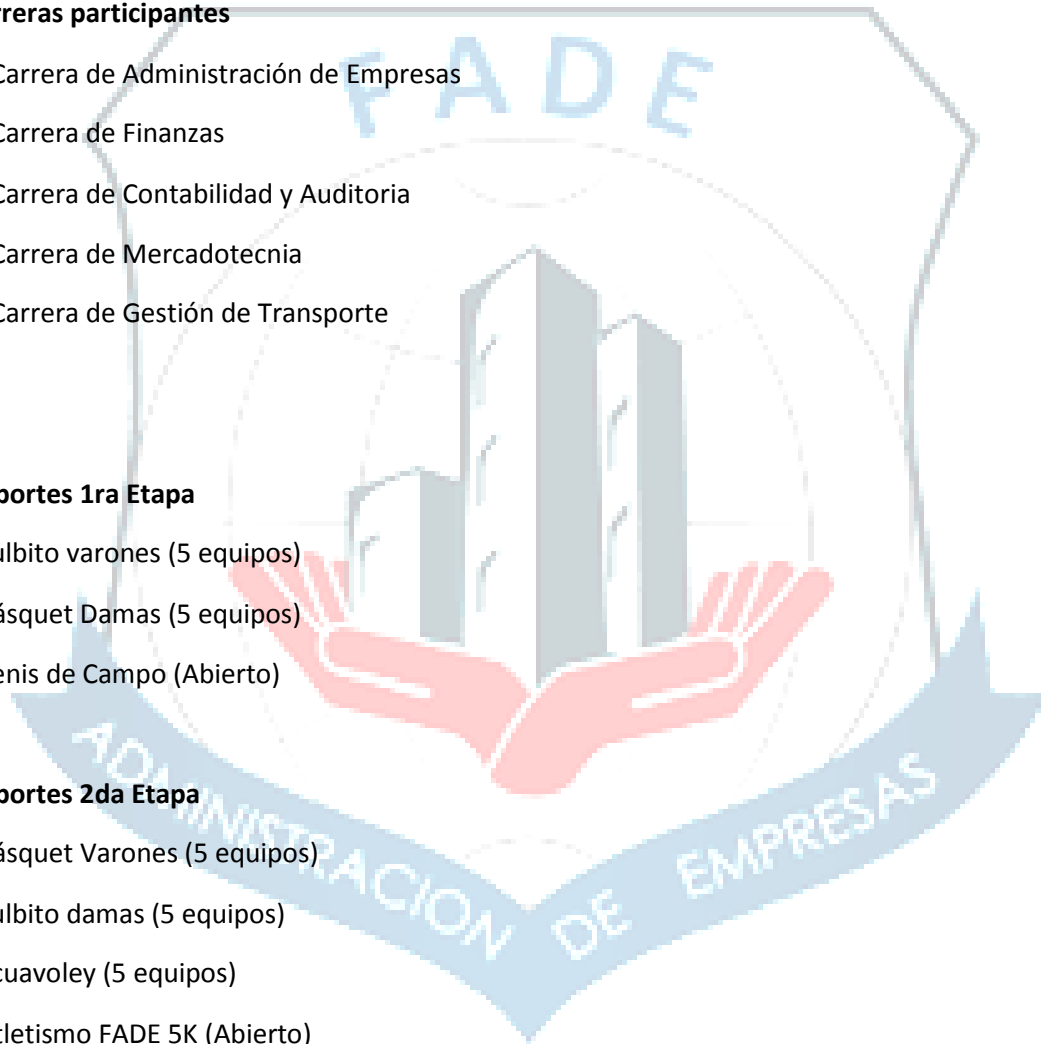 rreras participantes
Carrera de Administración de Empresas
Carrera de Finanzas
Carrera de Contabilidad y Auditoria
Carrera de Mercadotecnia
Carrera de Gestión de Transporte
portes 1ra Etapa
ulbito varones (5 equipos)
ásquet Damas (5 equipos)
enis de Campo (Abierto)
portes 2da Etapa
ásquet Varones (5 equipos)
ulbito damas (5 equipos)
cuavoley (5 equipos)
tletismo FADE 5K (Abierto)
FADE
ADMINISTRACION DE EMPRESAS